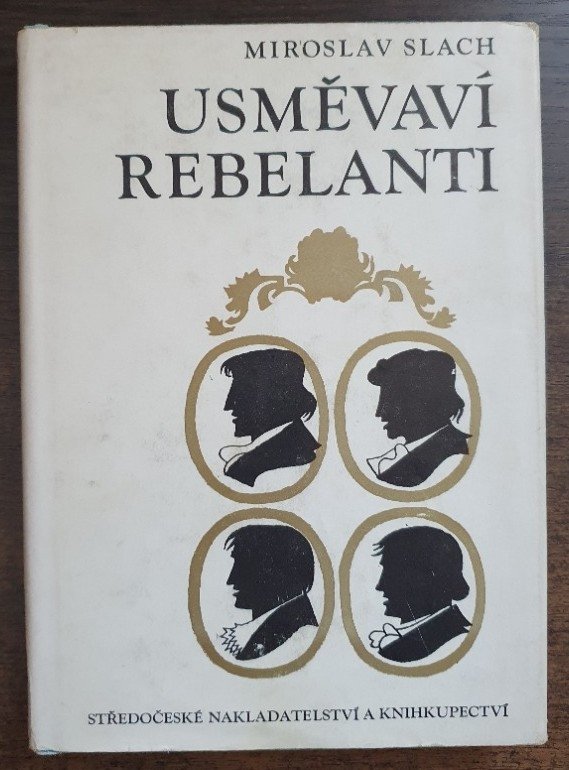 MIROSLAV SLACH
USMĚVAVÍ
REBELANTI
STŘEDOČESKÉ NAKLADATELSTVÍ A KNIHKUPECTVÍ